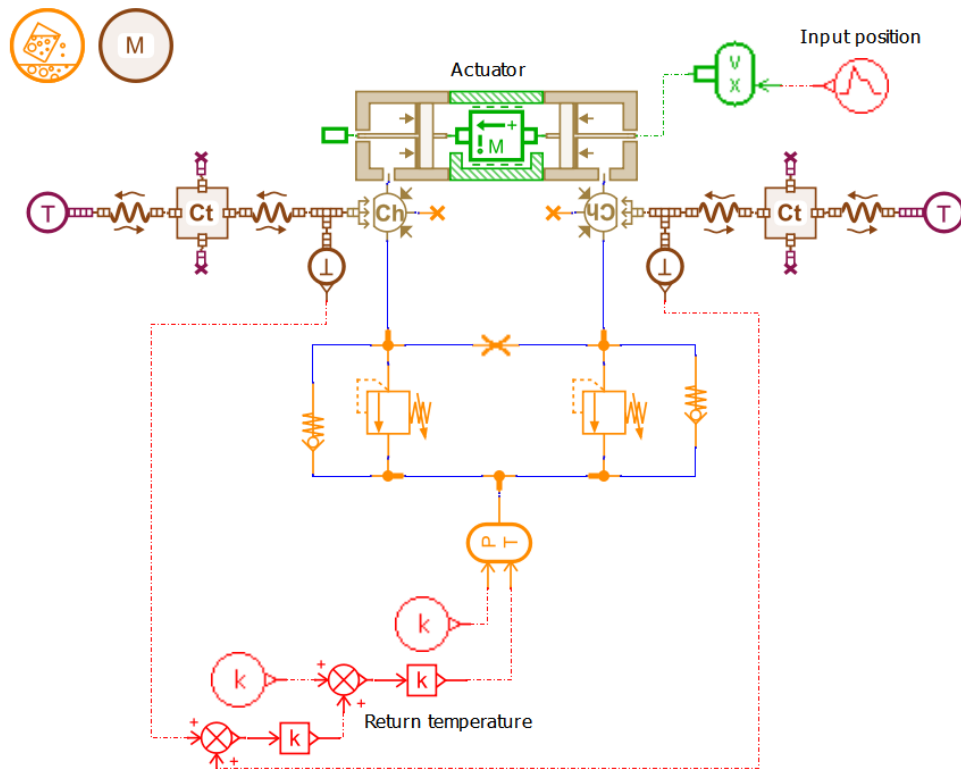 Input position
M
Actuator
V
X
+
M
T
Ct
Ch
Ch
Ct
T
T
T
P
T
k
k
+
+
k
Return temperature
+
+
k